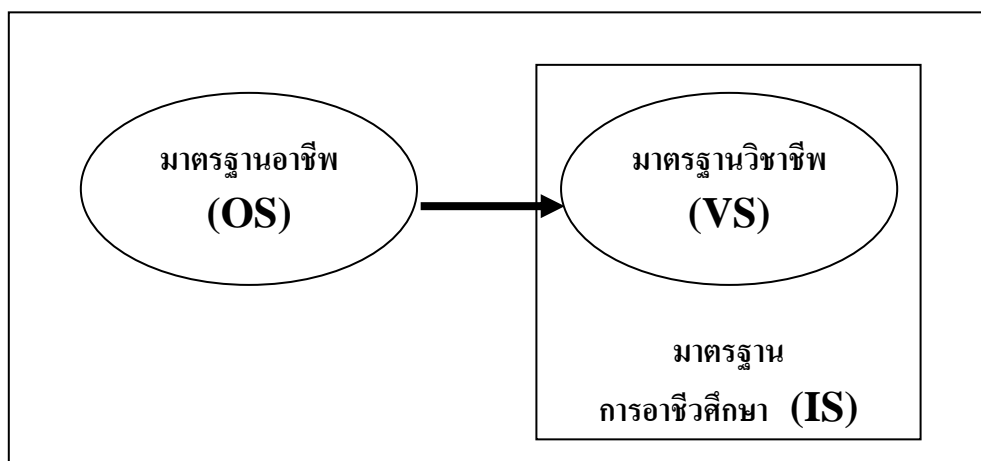 มาตรฐานอาชีพ
(OS)
มาตรฐานวิชาชีพ
(VS)
มาตรฐาน
การอาชีวศึกษา (IS)